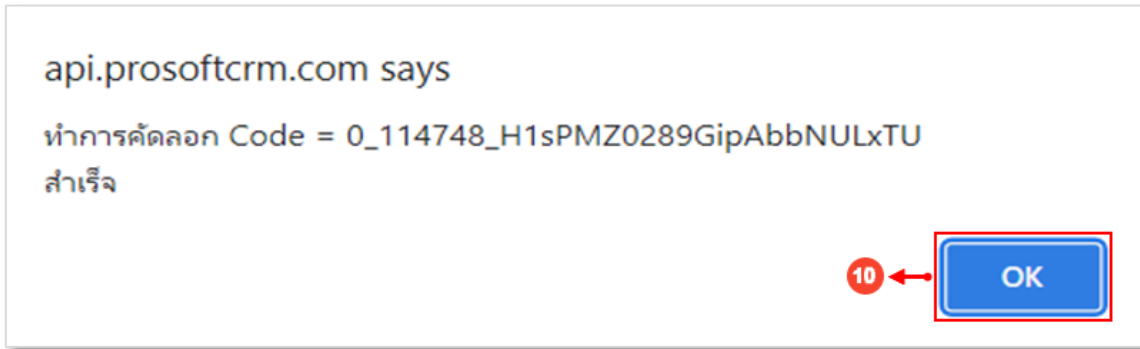 api.prosoftcrm.com says
ทำการคัดลอก Code = 0_114748_H1sPMZ0289GipAbbNULxTU
สำเร็จ
10 OK